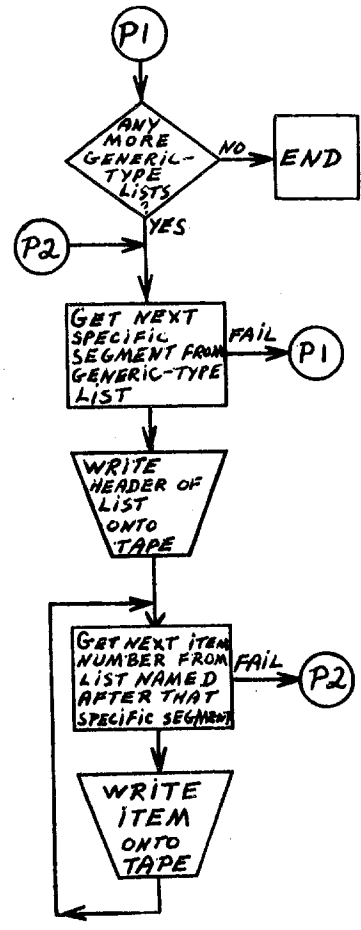 P1
ANY
MORE
GENERIC-
TYPE
LISTS
?
NO
END
YES
P2
GET NEXT
SPECIFIC
SEGMENT FROM
GENERIC-TYPE
LIST
FAIL
P1
WRITE
HEADER OF
LIST
ONTO
TAPE
GET NEXT ITEM
NUMBER FROM
LIST NAMED
AFTER THAT
SPECIFIC SEGMENT
FAIL
P2
WRITE
ITEM
ONTO
TAPE